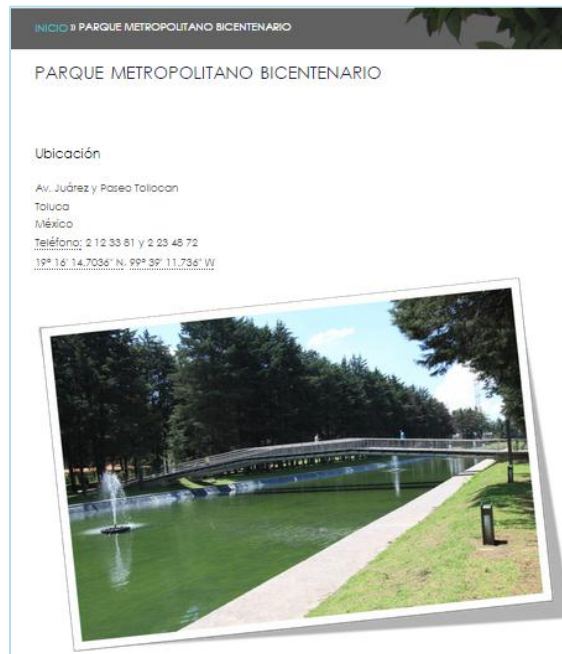 INICIO » PARQUE METROPOLITANO BICENTENARIO
PARQUE METROPOLITANO BICENTENARIO
Ubicación
Av. Juárez y Paseo Tollocan
Toluca
México
Teléfono: 2 12 33 81 y 2 23 48 72
19° 16' 14.7036" N, 99° 39' 11.736" W